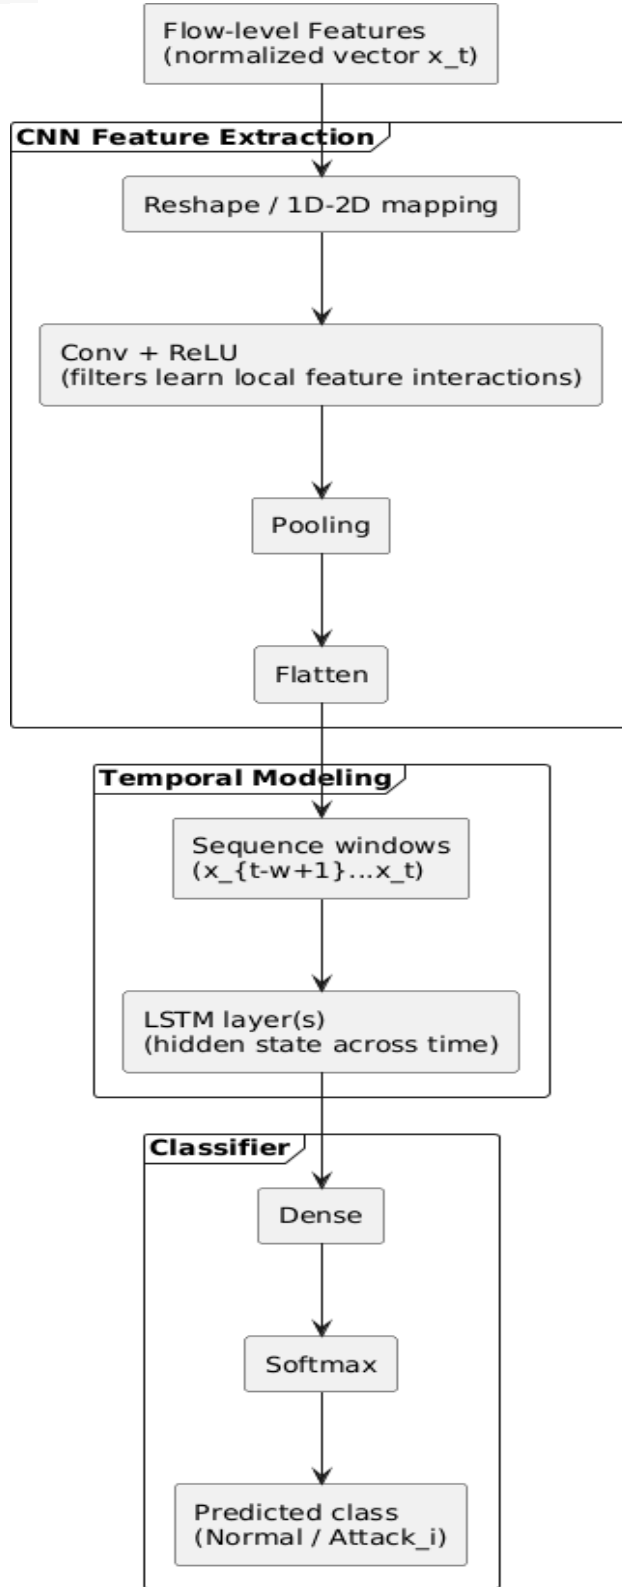 Flow-level Features
(normalized vector x_t)
CNN Feature Extraction
Reshape / 1D-2D mapping
Conv + ReLU
(filters learn local feature interactions)
Pooling
Flatten
Temporal Modeling
Sequence windows
(x_{t-w+1}...x_t)
LSTM layer(s)
(hidden state across time)
Classifier
Dense
Softmax
Predicted class
(Normal / Attack_i)